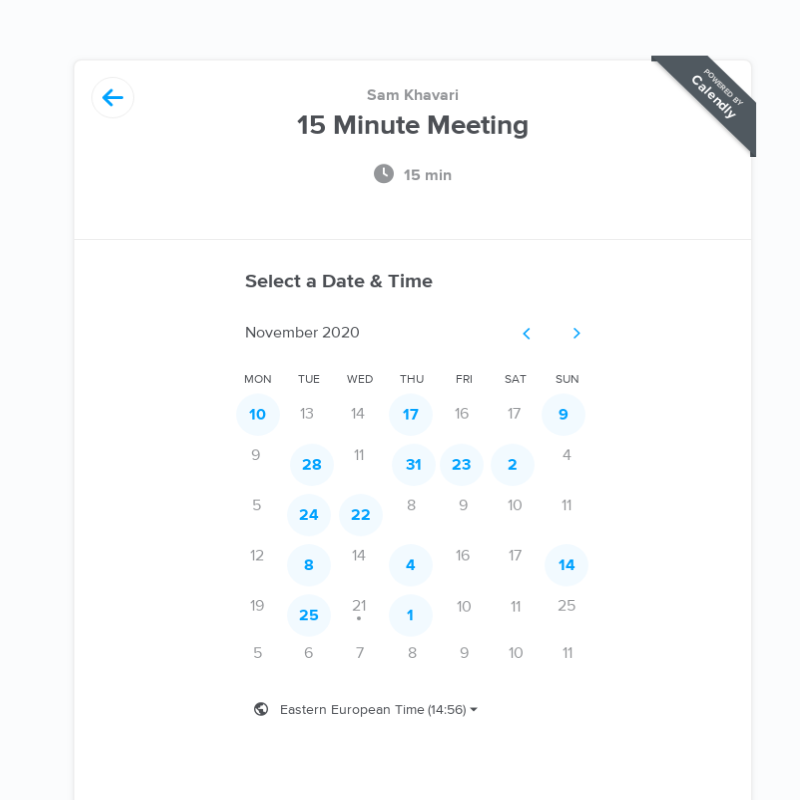 POWERED BY
Calendly
Sam Khavari
15 Minute Meeting
15 min
Select a Date & Time
November 2020
MON TUE WED THU FRI SAT SUN
10 13 14 17 16 17 9
9 28 11 31 23 2 4
5 24 22 8 9 10 11
12 8 14 4 16 17 14
19 25 21 1 10 11 25
5 6 7 8 9 10 11
Eastern European Time (14:56)